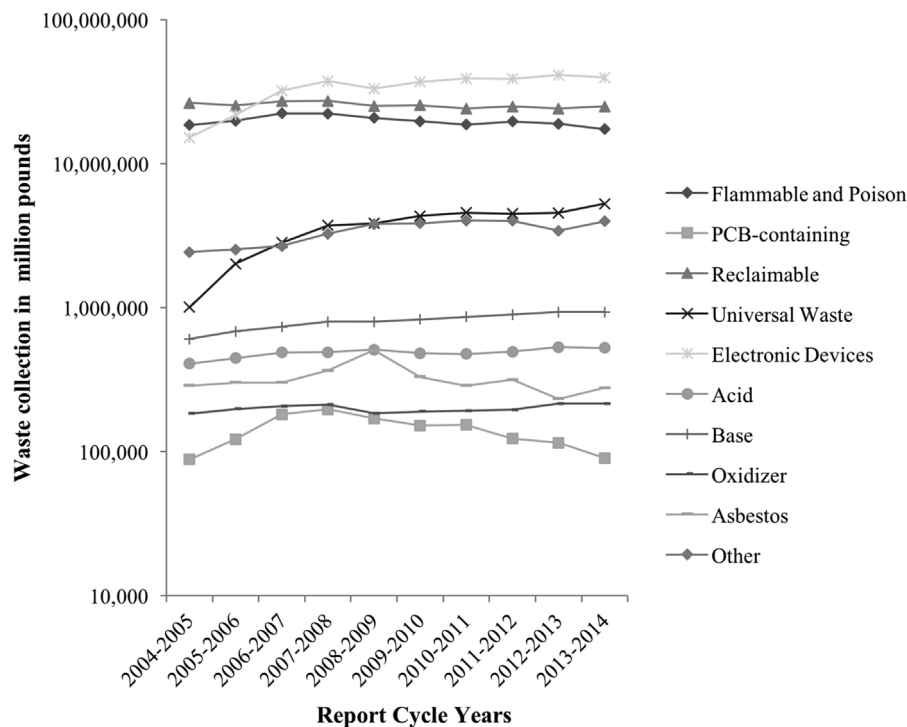 Waste collection in million pounds
100,000,000
10,000,000
1,000,000
100,000
10,000
2004-2005
2005-2006
2006-2007
2007-2008
2008-2009
2009-2010
2010-2011
2011-2012
2012-2013
2013-2014
Report Cycle Years
Flammable and Poison
PCB-containing
Reclaimable
Universal Waste
Electronic Devices
Acid
Base
Oxidizer
Asbestos
Other